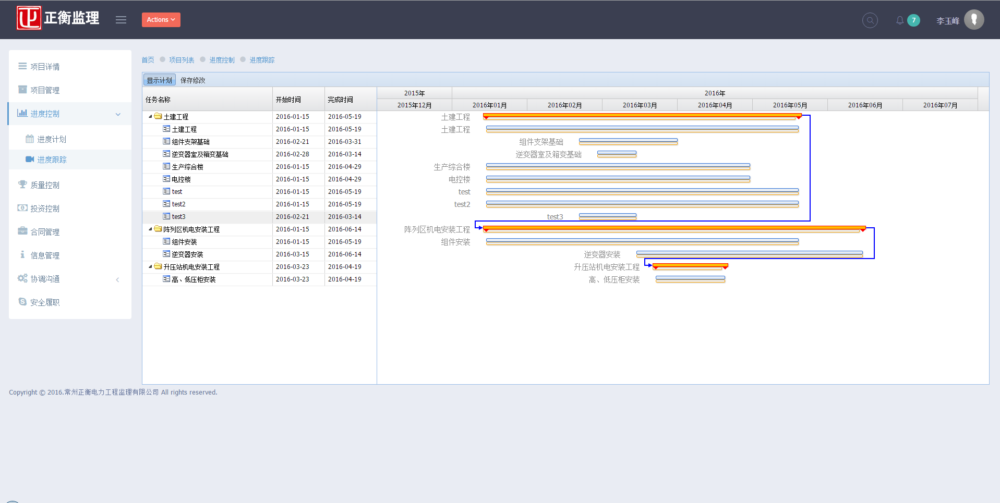 正衡监理
Actions
7
李玉峰
项目详情
项目管理
进度控制
进度计划
进度跟踪
质量控制
投资控制
合同管理
信息管理
协调沟通
安全履职
首页 项目列表 进度控制 进度跟踪
显示计划 保存修改
任务名称 开始时间 完成时间
土建工程 2016-01-15 2016-05-19
土建工程 2016-01-15 2016-05-19
组件支架基础 2016-02-21 2016-03-31
逆变器室及箱变基础 2016-02-28 2016-03-14
生产综合楼 2016-01-15 2016-04-29
电控楼 2016-01-15 2016-04-29
test 2016-01-15 2016-05-19
test2 2016-01-15 2016-05-19
test3 2016-02-21 2016-03-14
阵列区机电安装工程 2016-01-15 2016-06-14
组件安装 2016-01-15 2016-05-19
逆变器安装 2016-03-15 2016-06-14
升压站机电安装工程 2016-03-23 2016-04-19
高、低压柜安装 2016-03-23 2016-04-19
2015年 2016年
2015年12月 2016年01月 2016年02月 2016年03月 2016年04月 2016年05月 2016年06月 2016年07月
土建工程
土建工程
组件支架基础
逆变器室及箱变基础
生产综合楼
电控楼
test
test2
test3
阵列区机电安装工程
组件安装
逆变器安装
升压站机电安装工程
高、低压柜安装
Copyright © 2016.常州正衡电力工程监理有限公司 All rights reserved.